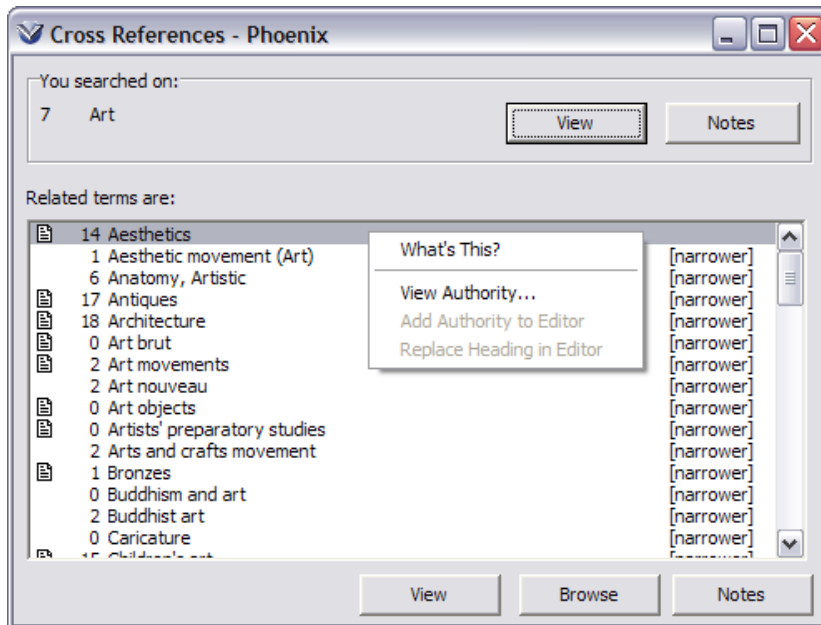 Cross References - Phoenix
You searched on:
7 Art
View
Notes
Related terms are:
14 Aesthetics
1 Aesthetic movement (Art) [narrower]
6 Anatomy, Artistic [narrower]
17 Antiques [narrower]
18 Architecture [narrower]
0 Art brut [narrower]
2 Art movements [narrower]
2 Art nouveau [narrower]
0 Art objects [narrower]
0 Artists' preparatory studies [narrower]
2 Arts and crafts movement [narrower]
1 Bronzes [narrower]
0 Buddhism and art [narrower]
2 Buddhist art [narrower]
0 Caricature [narrower]
15 Children's art [narrower]
What's This?
View Authority...
Add Authority to Editor
Replace Heading in Editor
View
Browse
Notes